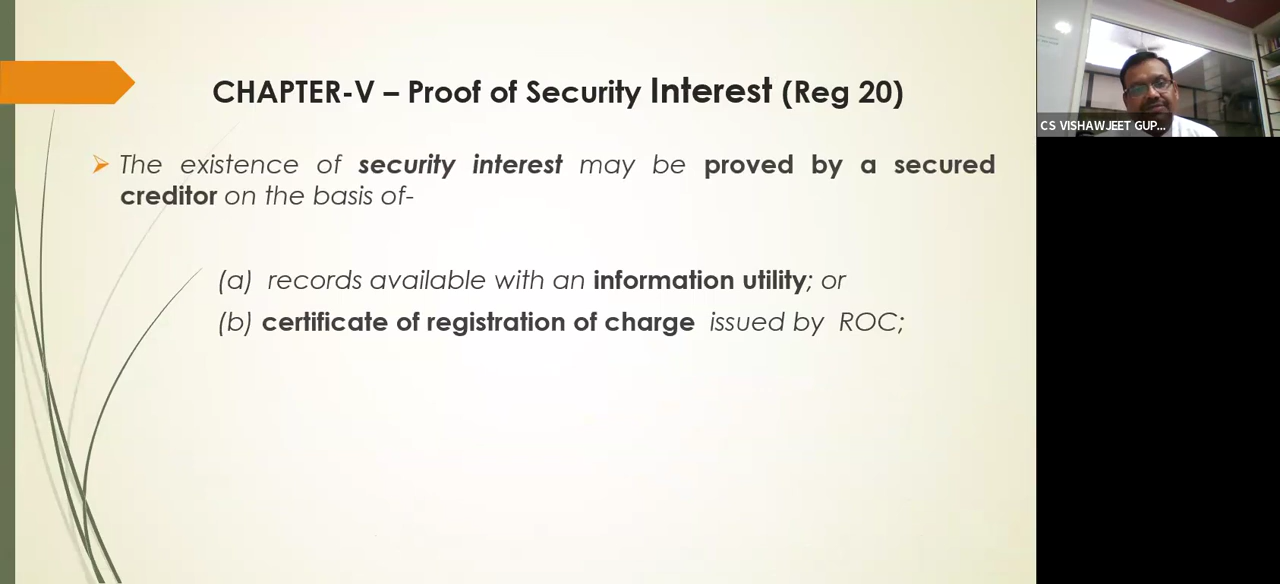 CHAPTER-V – Proof of Security Interest (Reg 20)
The existence of security interest may be proved by a secured
creditor on the basis of-
(a) records available with an information utility; or
(b) certificate of registration of charge issued by ROC;
CS VISHAWJEET GUP...